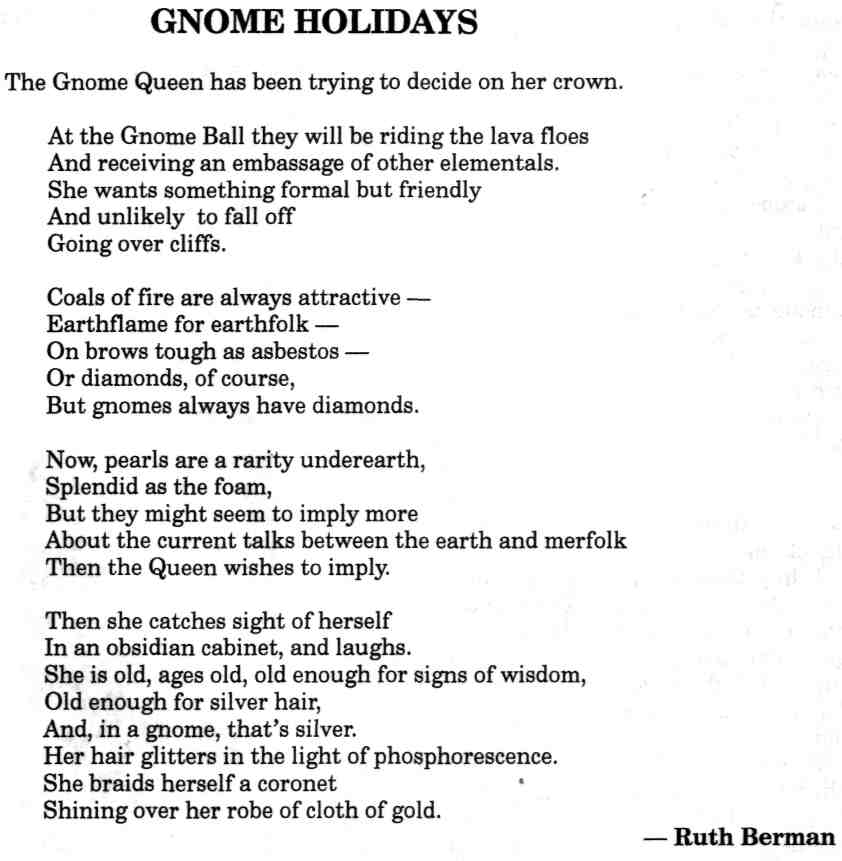 GNOME HOLIDAYS
The Gnome Queen has been trying to decide on her crown.
At the Gnome Ball they will be riding the lava floes
And receiving an embassage of other elementals.
She wants something formal but friendly
And unlikely to fall off
Going over cliffs.
Coals of fire are always attractive —
Earthflame for earthfolk —
On brows tough as asbestos —
Or diamonds, of course,
But gnomes always have diamonds.
Now, pearls are a rarity underearth,
Splendid as the foam,
But they might seem to imply more
About the current talks between the earth and merfolk
Then the Queen wishes to imply.
Then she catches sight of herself
In an obsidian cabinet, and laughs.
She is old, ages old, old enough for signs of wisdom,
Old enough for silver hair,
And, in a gnome, that's silver.
Her hair glitters in the light of phosphorescence.
She braids herself a coronet
Shining over her robe of cloth of gold.
— Ruth Berman